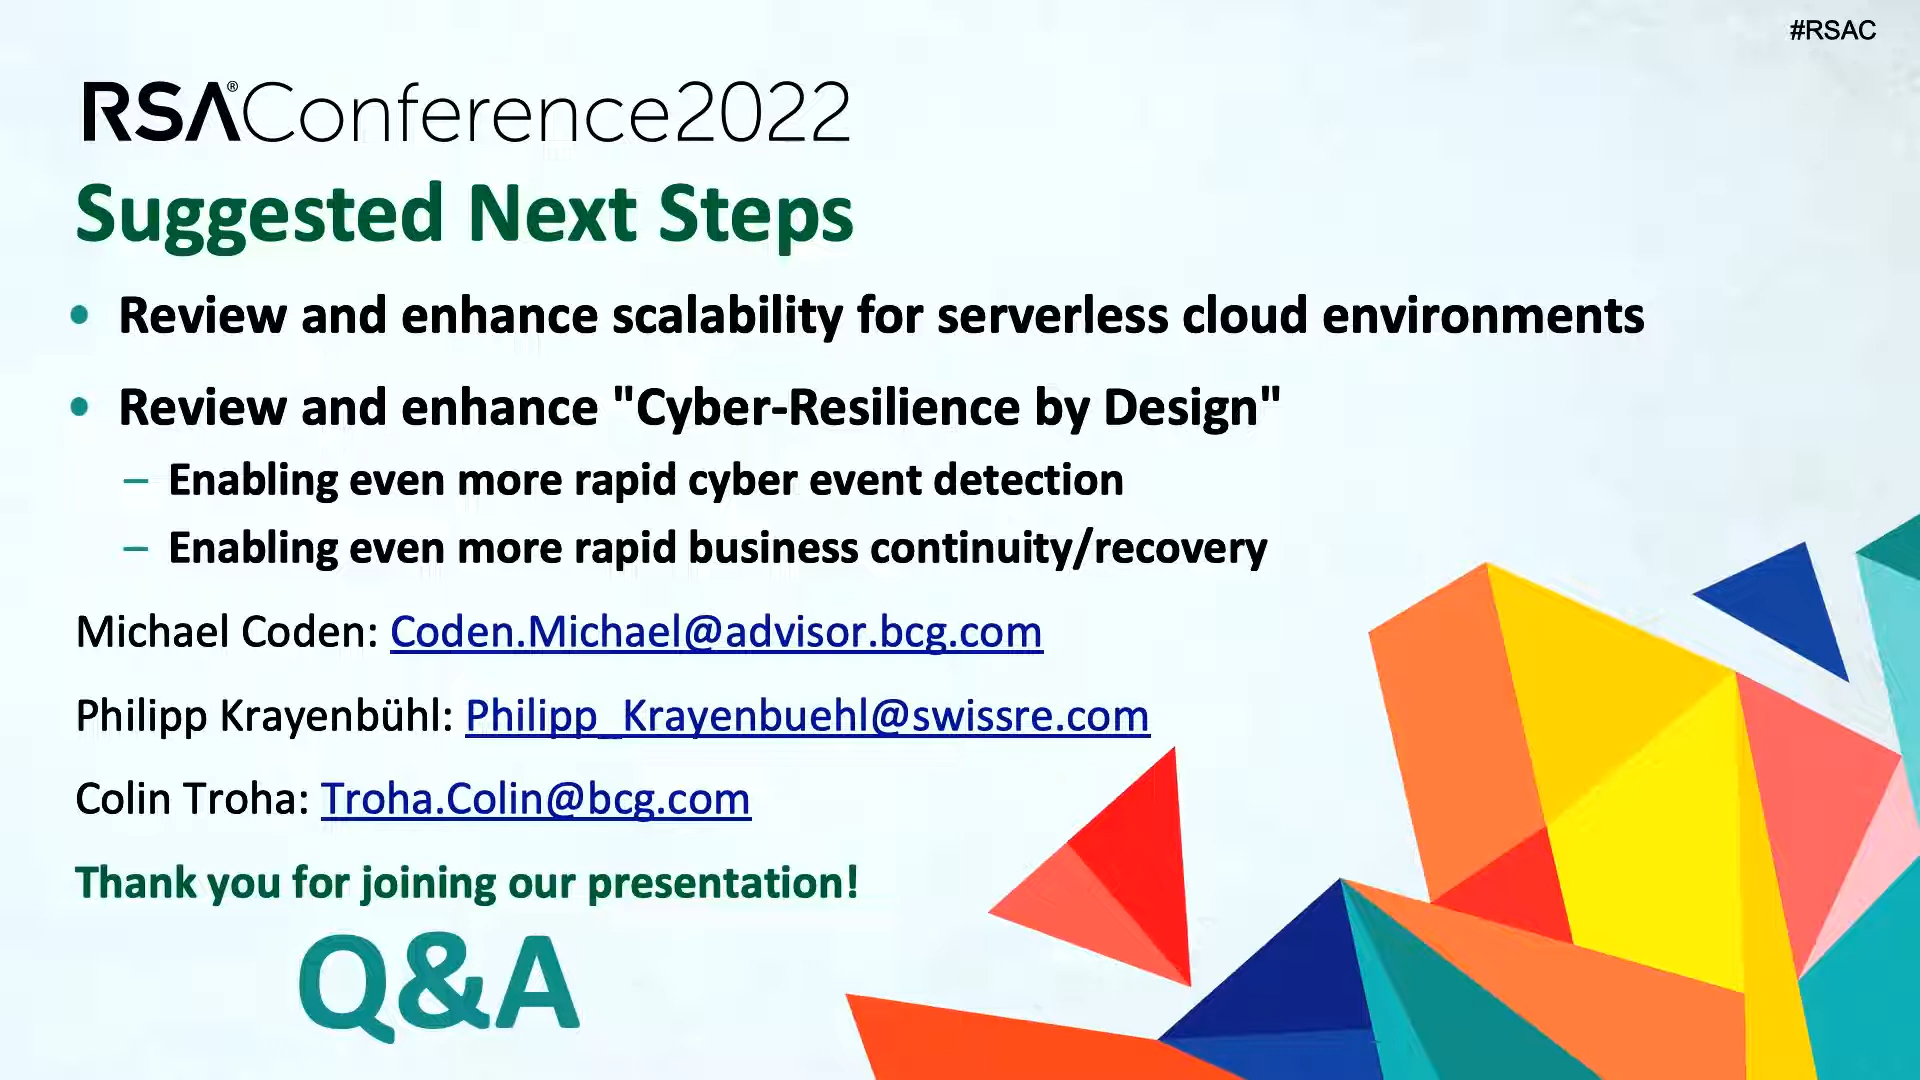 #RSAC
RSA®Conference2022
Suggested Next Steps
• Review and enhance scalability for serverless cloud environments
• Review and enhance "Cyber-Resilience by Design"
– Enabling even more rapid cyber event detection
– Enabling even more rapid business continuity/recovery
Michael Coden: Coden.Michael@advisor.bcg.com
Philipp Krayenbühl: Philipp_Krayenbuehl@swissre.com
Colin Troha: Troha.Colin@bcg.com
Thank you for joining our presentation!
Q&A